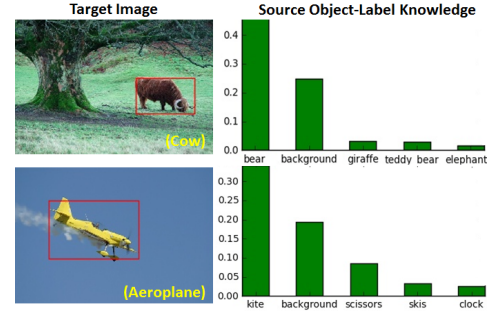 Target Image
Source Object-Label Knowledge
(Cow)
0.4
0.3
0.2
0.1
0.0
bear background giraffe teddy bear elephant
(Aeroplane)
0.30
0.25
0.20
0.15
0.10
0.05
0.00
kite background scissors skis clock